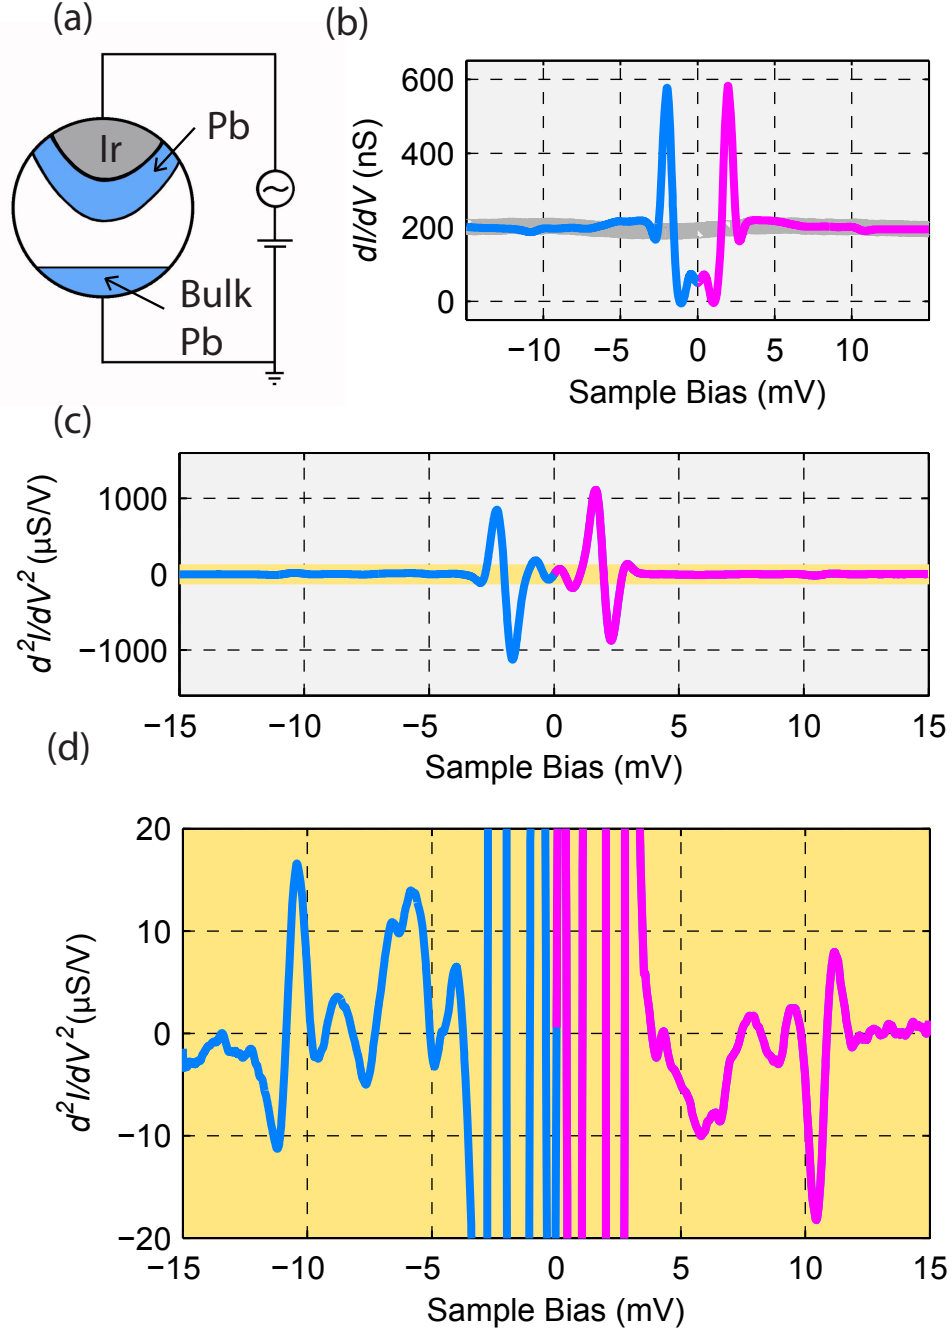 (a)
Ir
Pb
Bulk
Pb
(b)
600
400
200
0
dI/dV (nS)
−10 −5 0 5 10
Sample Bias (mV)
(c)
1000
0
−1000
d²I/dV² (µS/V)
−15 −10 −5 0 5 10 15
Sample Bias (mV)
(d)
20
10
0
−10
−20
d²I/dV² (µS/V)
−15 −10 −5 0 5 10 15
Sample Bias (mV)